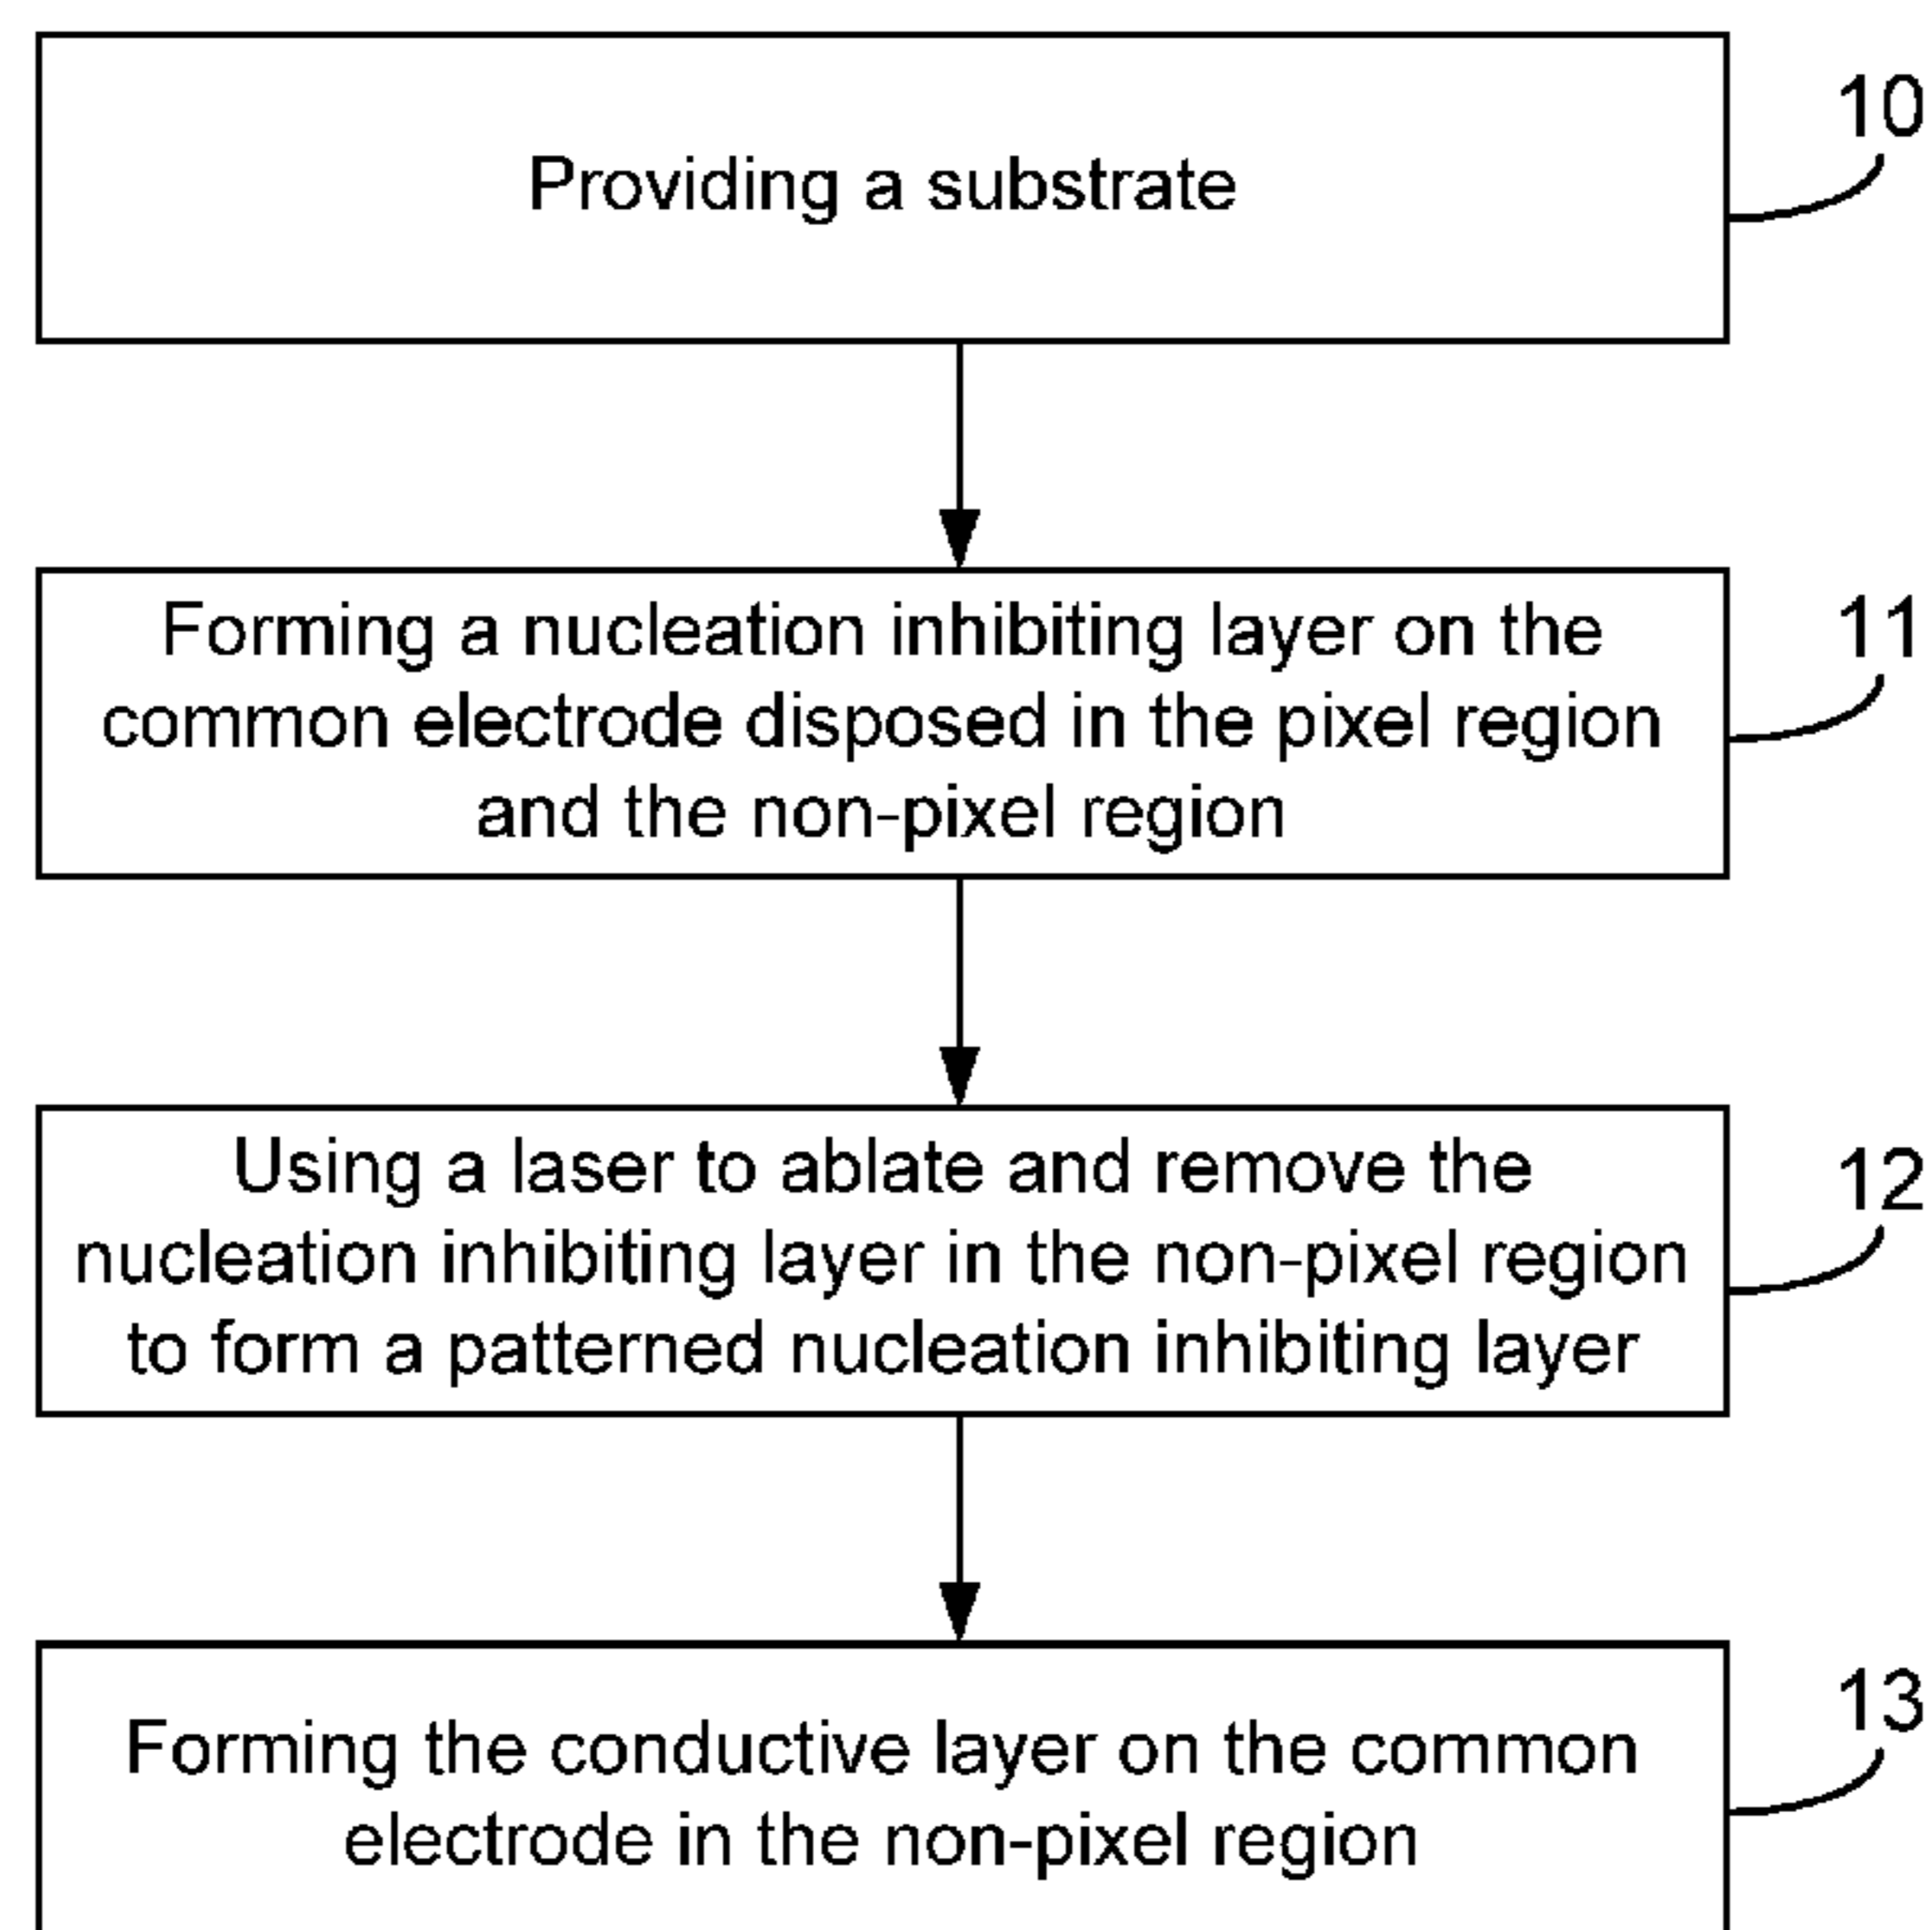 10
Providing a substrate
11
Forming a nucleation inhibiting layer on the
common electrode disposed in the pixel region
and the non-pixel region
12
Using a laser to ablate and remove the
nucleation inhibiting layer in the non-pixel region
to form a patterned nucleation inhibiting layer
13
Forming the conductive layer on the common
electrode in the non-pixel region